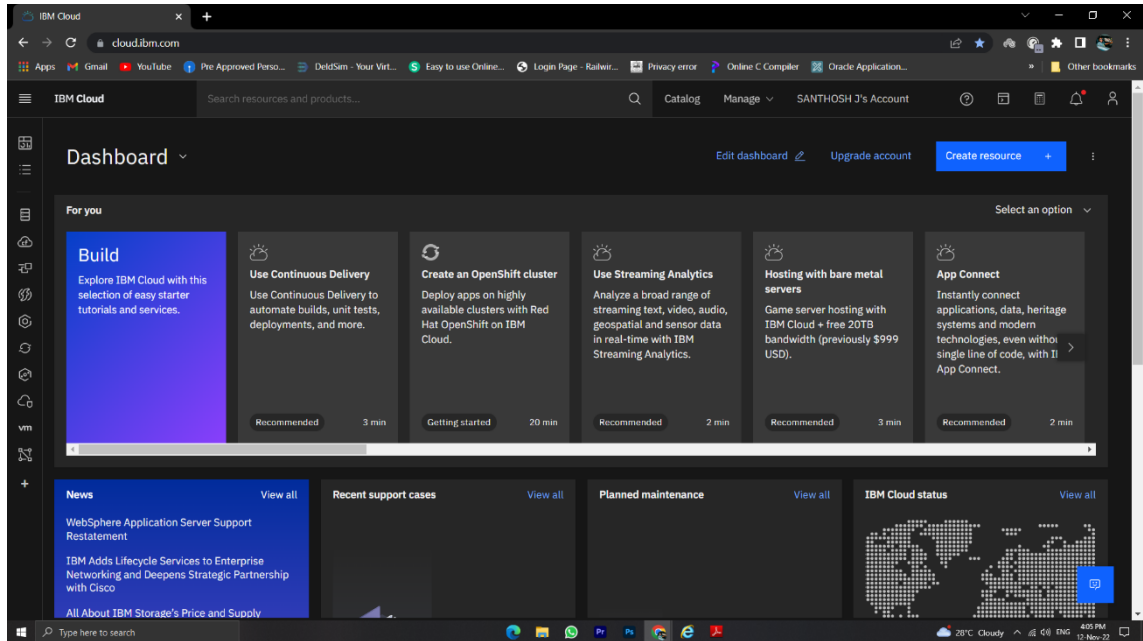 IBM Cloud
cloud.ibm.com
Apps
Gmail
YouTube
Pre Approved Perso...
DeldSim - Your Virt...
Easy to use Online...
Login Page - Railwir...
Privacy error
Online C Compiler
Oracle Application...
»
Other bookmarks
IBM Cloud
Search resources and products...
Catalog
Manage
SANTHOSH J's Account
Dashboard
Edit dashboard
Upgrade account
Create resource +
For you
Select an option
Build
Explore IBM Cloud with this
selection of easy starter
tutorials and services.
Use Continuous Delivery
Use Continuous Delivery to
automate builds, unit tests,
deployments, and more.
Recommended
3 min
Create an OpenShift cluster
Deploy apps on highly
available clusters with Red
Hat OpenShift on IBM
Cloud.
Getting started
20 min
Use Streaming Analytics
Analyze a broad range of
streaming text, video, audio,
geospatial and sensor data
in real-time with IBM
Streaming Analytics.
Recommended
2 min
Hosting with bare metal
servers
Game server hosting with
IBM Cloud + free 20TB
bandwidth (previously $999
USD).
Recommended
3 min
App Connect
Instantly connect
applications, data, heritage
systems and modern
technologies, even withou
single line of code, with I
App Connect.
Recommended
2 min
vm
News
View all
WebSphere Application Server Support
Restatement
IBM Adds Lifecycle Services to Enterprise
Networking and Deepens Strategic Partnership
with Cisco
All About IBM Storage's Price and Supply
Recent support cases
View all
Planned maintenance
View all
IBM Cloud status
View all
Type here to search
Pr
Ps
28°C Cloudy
ENG
4:05 PM
12-Nov-22